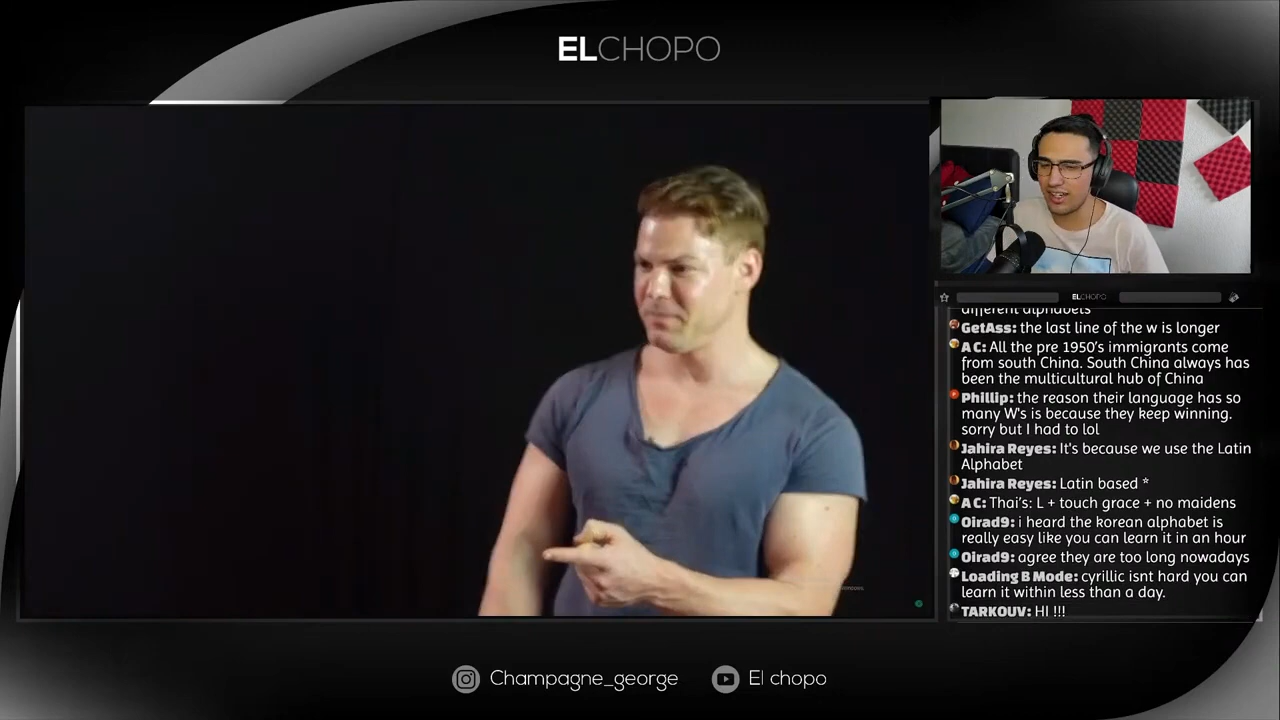 ELCHOPO
ELCHOPO
different alphabets
GetAss: the last line of the w is longer
A C: All the pre 1950's immigrants come
from south China. South China always has
been the multicultural hub of China
Phillip: the reason their language has so
many W's is because they keep winning.
sorry but I had to lol
Jahira Reyes: It's because we use the Latin
Alphabet
Jahira Reyes: Latin based *
A C: Thai's: L + touch grace + no maidens
Oirad9: i heard the korean alphabet is
really easy like you can learn it in an hour
Oirad9: agree they are too long nowadays
Loading B Mode: cyrillic isnt hard you can
learn it within less than a day.
TARKOUV: HI !!!
Champagne_george
El chopo